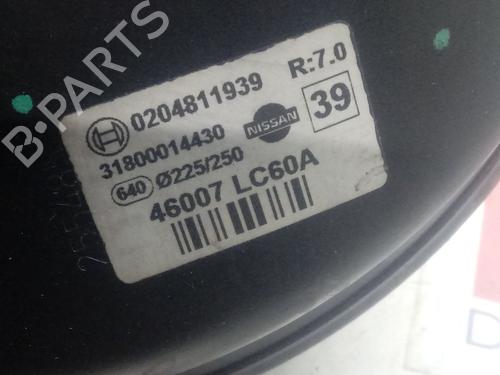 B-PARTS
0204811939
R:7.0
31800014430
NISSAN
39
640 Ø225/250
46007 LC60A